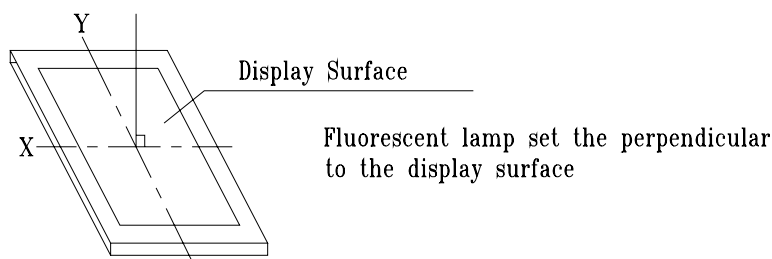 Y
Display Surface
X
Fluorescent lamp set the perpendicular
to the display surface